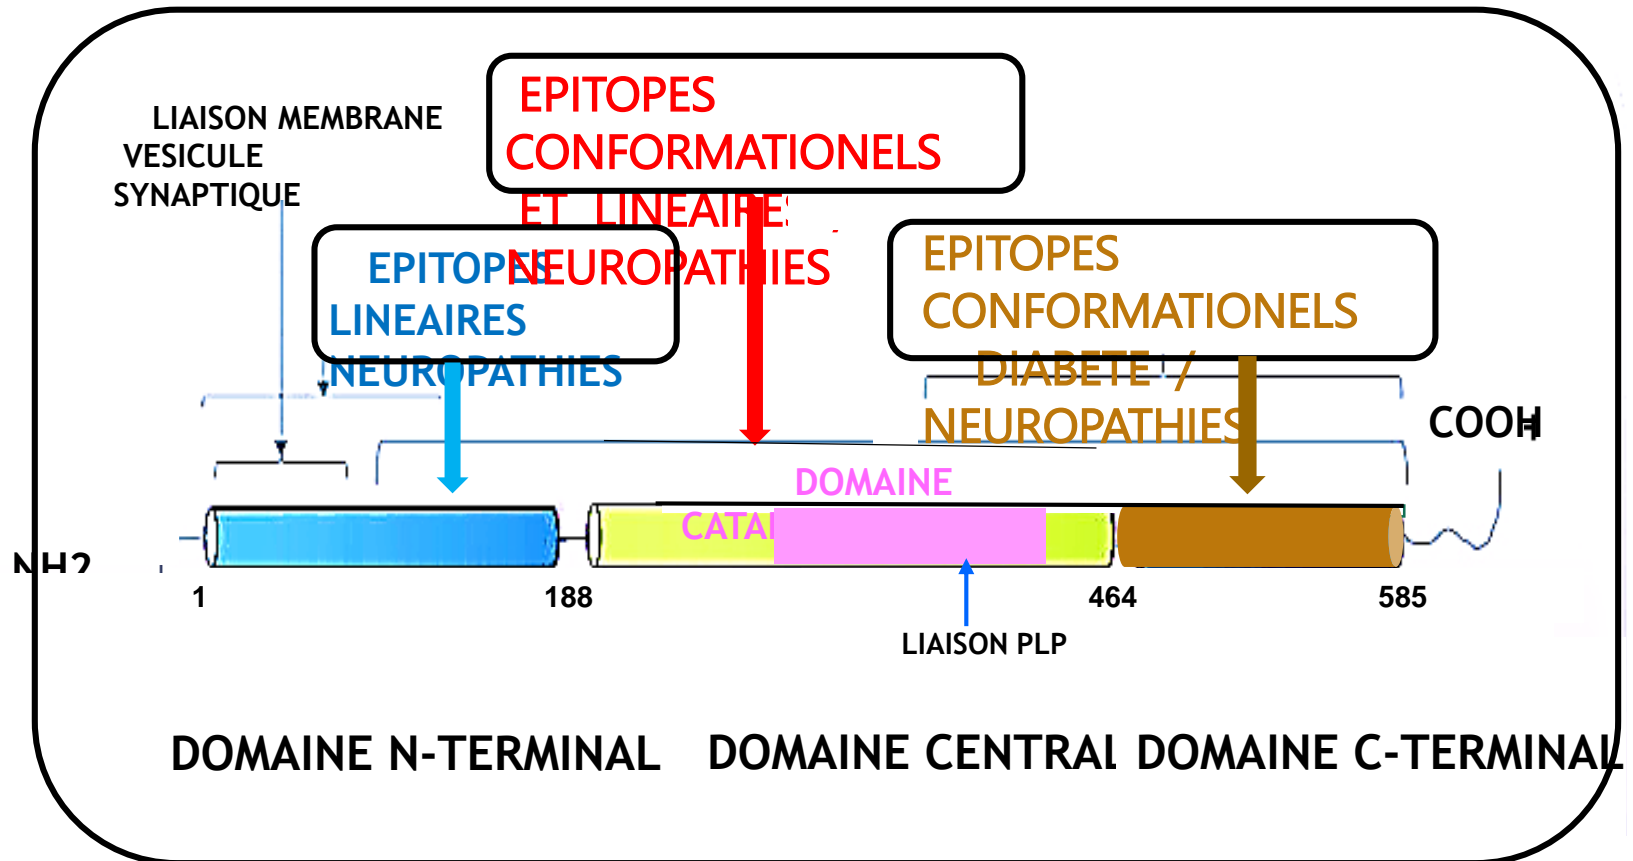 EPITOPES
CONFORMATIONELS
ET LINEAIRES
NEUROPATHIES
LIAISON MEMBRANE
VESICULE
SYNAPTIQUE
EPITOPES
LINEAIRES
NEUROPATHIES
EPITOPES
CONFORMATIONELS
DIABETE /
NEUROPATHIES
COOH
DOMAINE
NH2
1
188
464
585
LIAISON PLP
DOMAINE N-TERMINAL
DOMAINE CENTRAL
DOMAINE C-TERMINAL